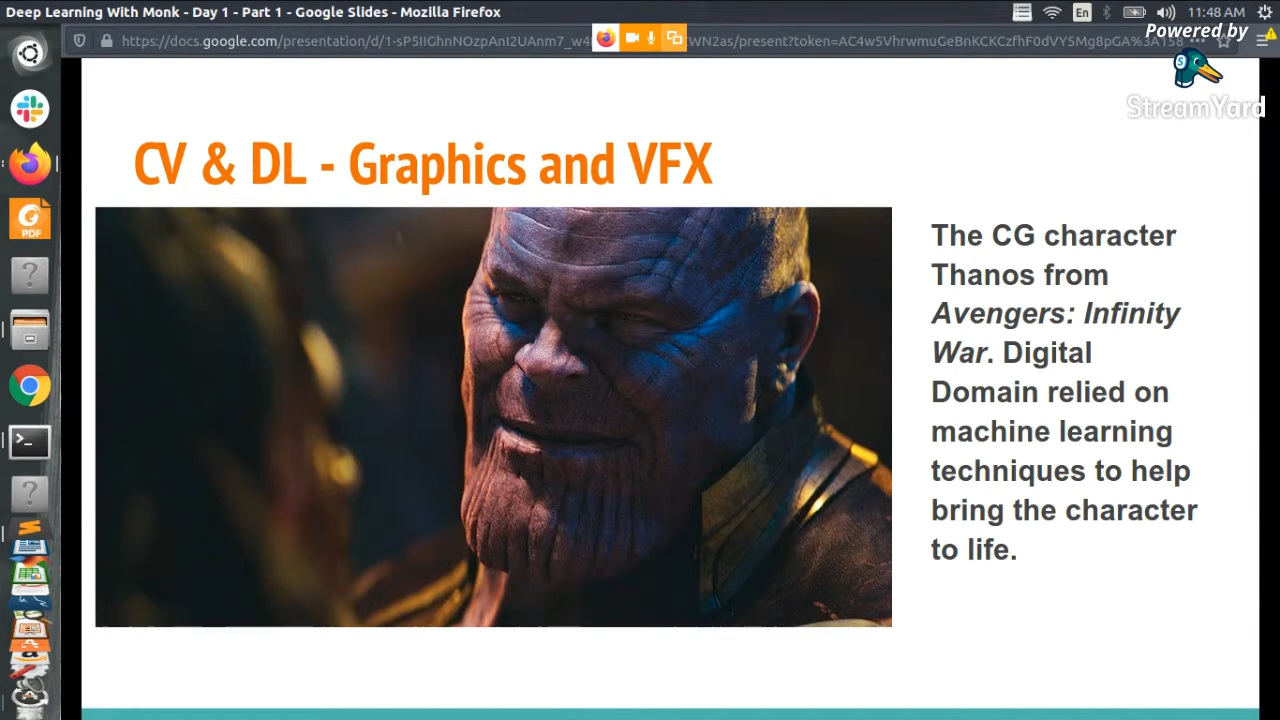 Deep Learning With Monk - Day 1 - Part 1 - Google Slides - Mozilla Firefox
En
11:48 AM
Powered by
StreamYard
PDF
CV & DL - Graphics and VFX
The CG character
Thanos from
Avengers: Infinity
War. Digital
Domain relied on
machine learning
techniques to help
bring the character
to life.